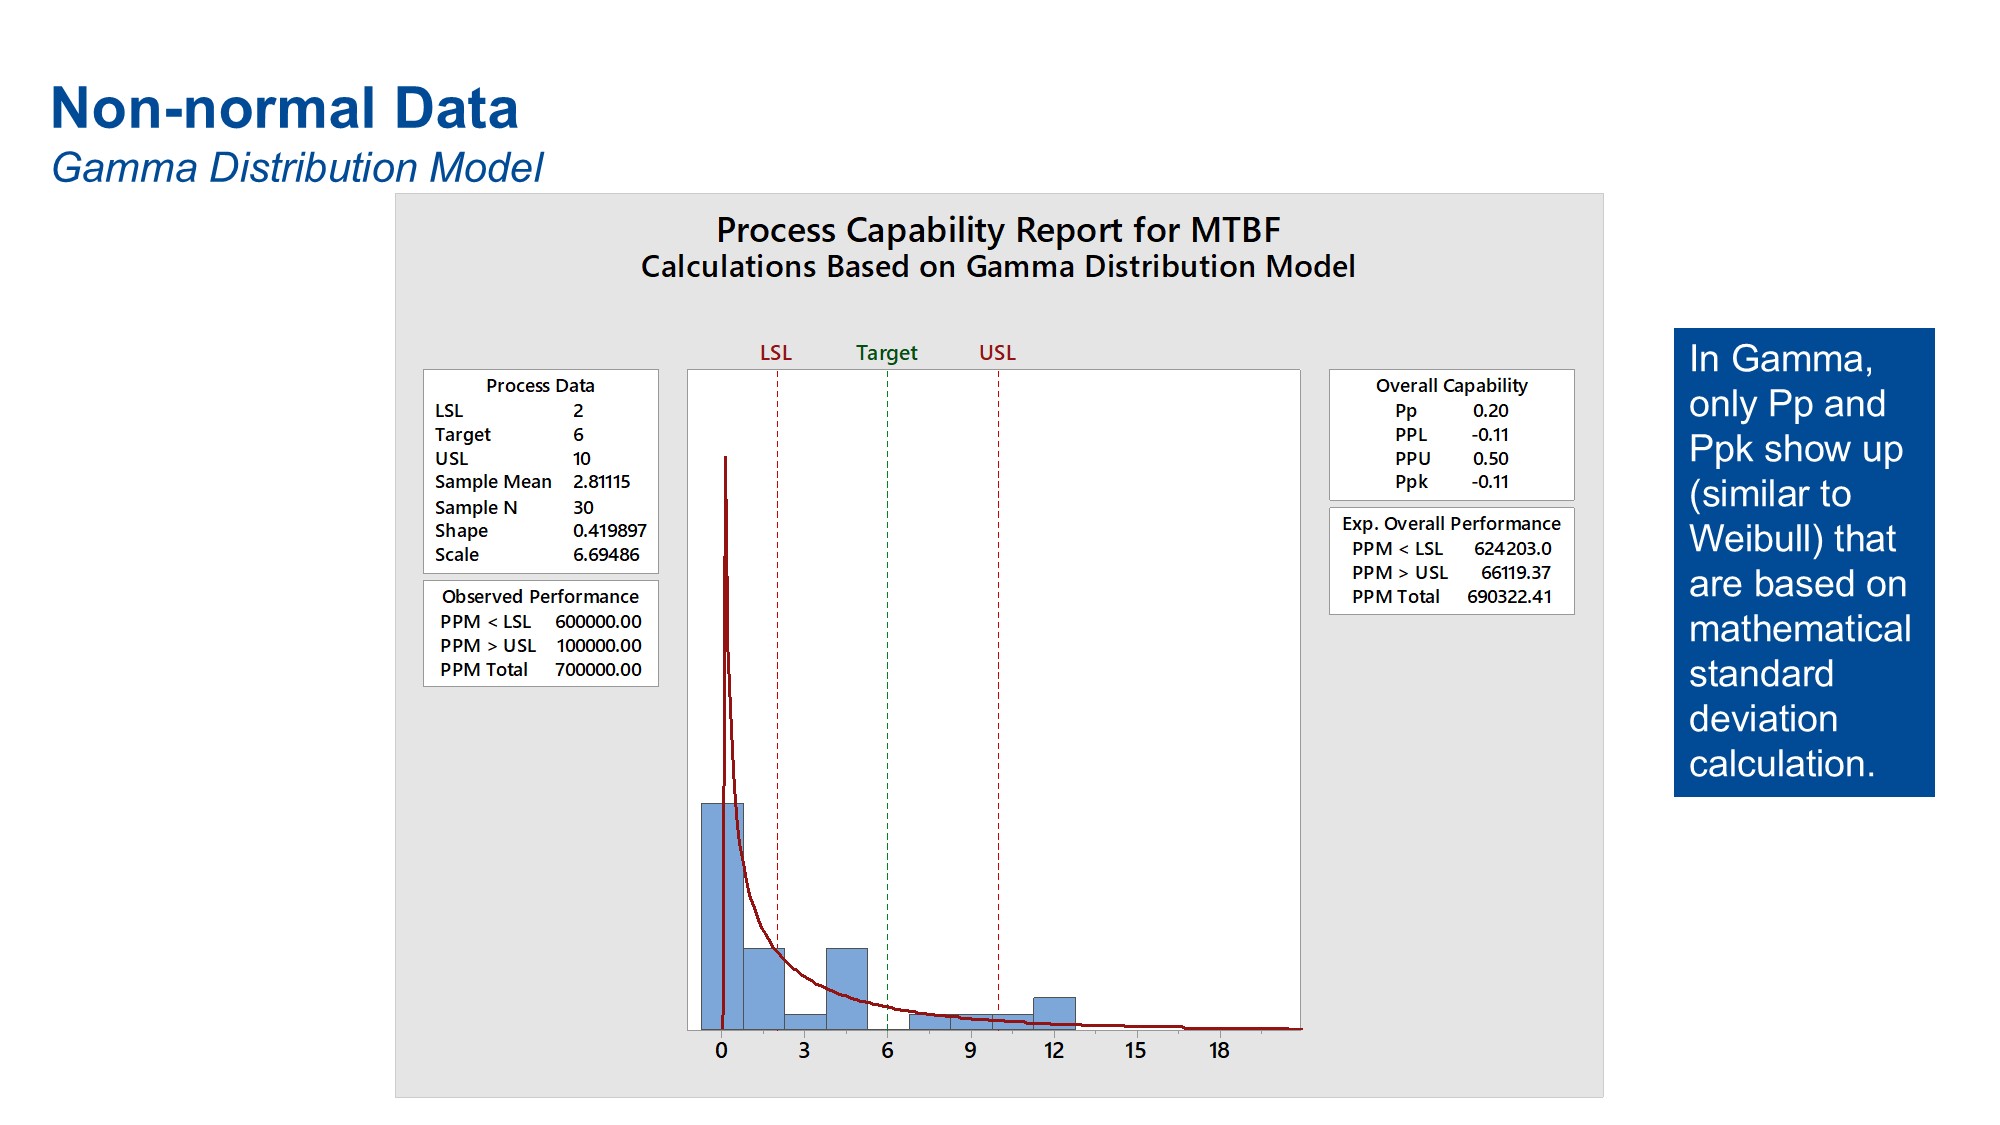 Non-normal Data
Gamma Distribution Model
Process Capability Report for MTBF
Calculations Based on Gamma Distribution Model
LSL Target USL
Process Data
LSL 2
Target 6
USL 10
Sample Mean 2.81115
Sample N 30
Shape 0.419897
Scale 6.69486
Observed Performance
PPM < LSL 600000.00
PPM > USL 100000.00
PPM Total 700000.00
Overall Capability
Pp 0.20
PPL -0.11
PPU 0.50
Ppk -0.11
Exp. Overall Performance
PPM < LSL 624203.0
PPM > USL 66119.37
PPM Total 690322.41
0 3 6 9 12 15 18
In Gamma,
only Pp and
Ppk show up
(similar to
Weibull) that
are based on
mathematical
standard
deviation
calculation.